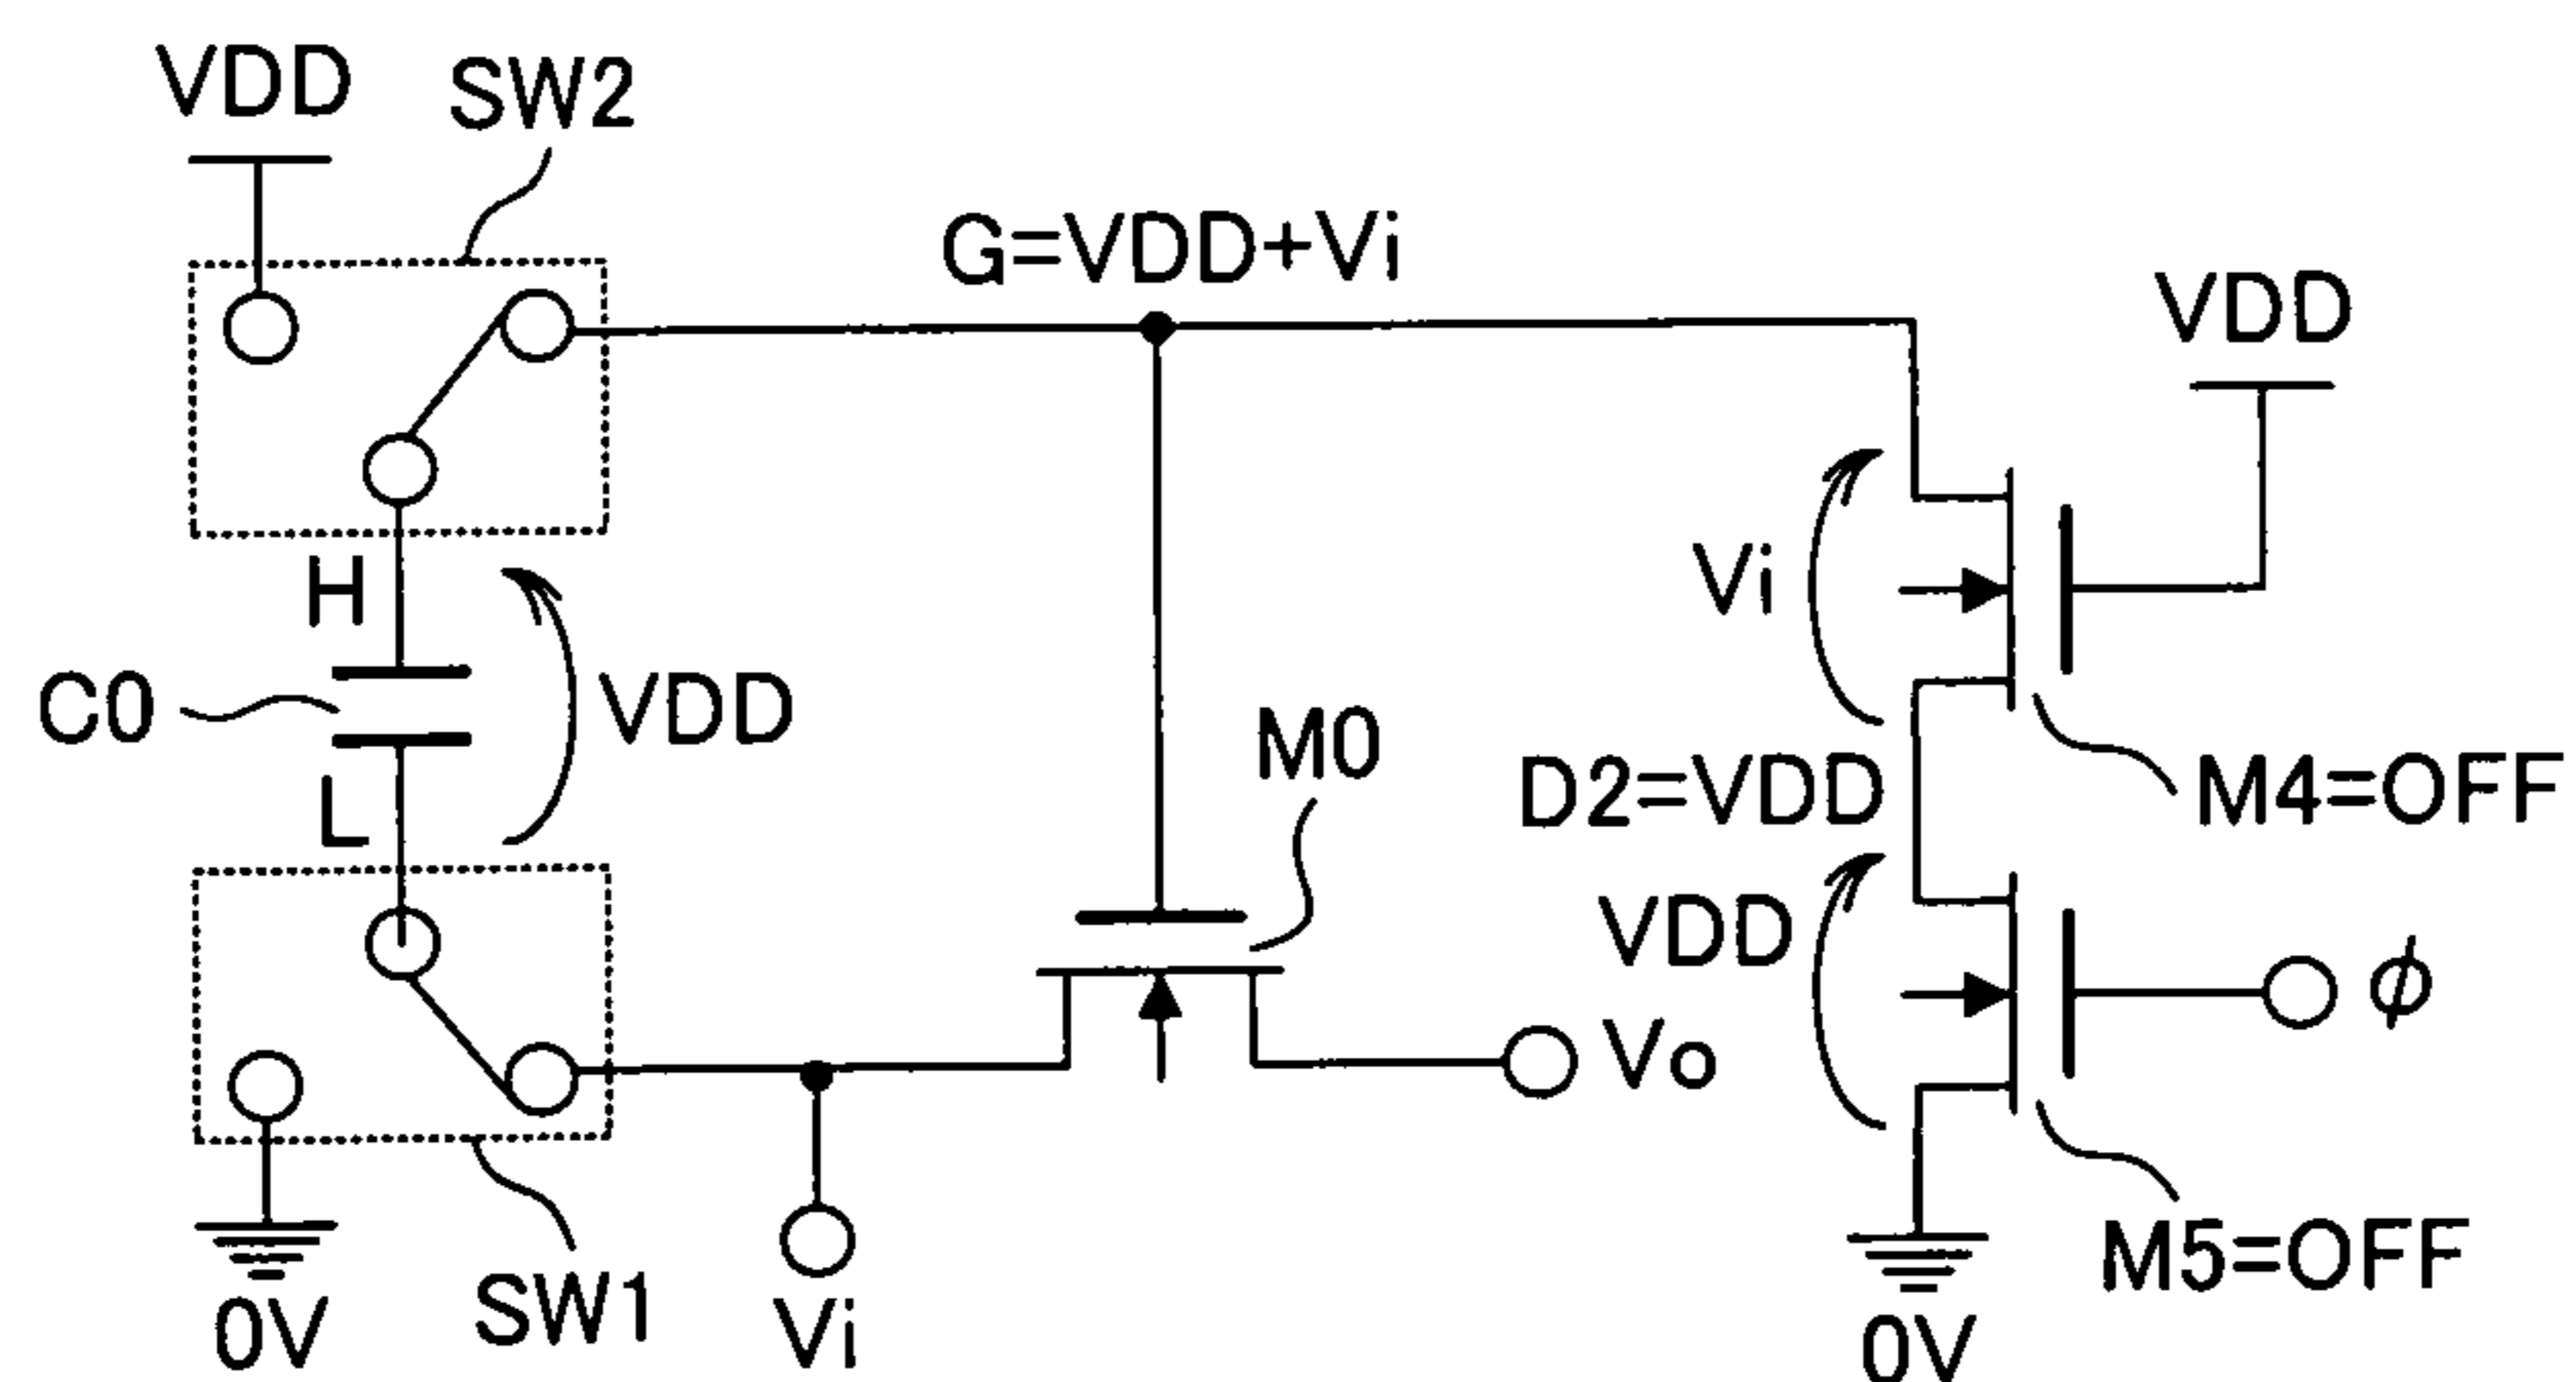 VDD
SW2
G=VDD+Vi
VDD
H
Vi
C0
VDD
M0
L
D2=VDD
M4=OFF
VDD
ϕ
Vo
M5=OFF
SW1
0V
Vi
0V